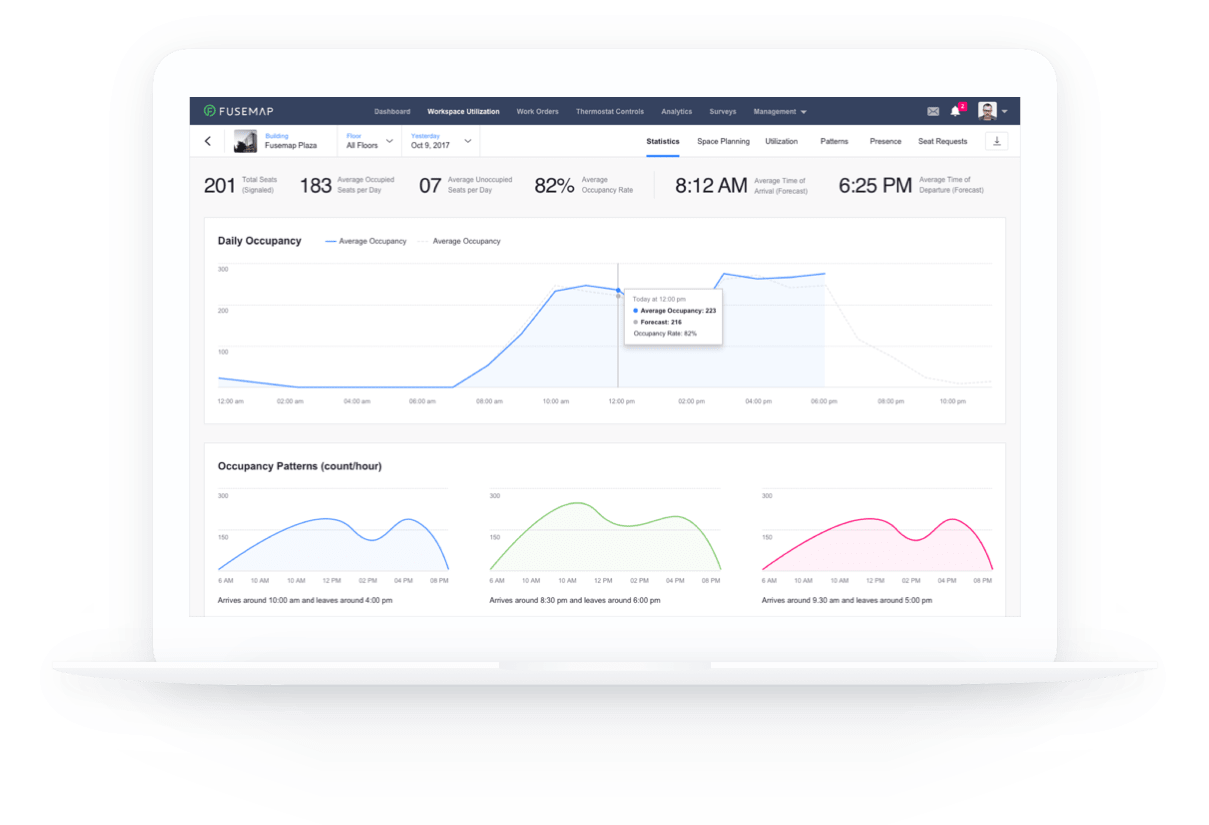 FUSEMAP Dashboard Workspace Utilization Work Orders Thermostat Controls Analytics Surveys Management 2
Building
Fusemap Plaza
Floor
All Floors
Yesterday
Oct 9, 2017
Statistics Space Planning Utilization Patterns Presence Seat Requests
201 Total Seats
(Signaled)
183 Average Occupied
Seats per Day
07 Average Unoccupied
Seats per Day
82% Average
Occupancy Rate
8:12 AM Average Time of
Arrival (Forecast)
6:25 PM Average Time of
Departure (Forecast)
Daily Occupancy Average Occupancy Average Occupancy
300
200
100
Today at 12:00 pm
Average Occupancy: 223
Forecast: 216
Occupancy Rate: 82%
12:00 am 02:00 am 04:00 am 06:00 am 08:00 am 10:00 am 12:00 pm 02:00 pm 04:00 pm 06:00 pm 08:00 pm 10:00 pm
Occupancy Patterns (count/hour)
300
150
6 AM 10 AM 10 AM 12 PM 02 PM 04 PM 08 PM
Arrives around 10:00 am and leaves around 4:00 pm
300
150
6 AM 10 AM 10 AM 12 PM 02 PM 04 PM 08 PM
Arrives around 8:30 pm and leaves around 6:00 pm
300
150
6 AM 10 AM 10 AM 12 PM 02 PM 04 PM 08 PM
Arrives around 9.30 am and leaves around 5:00 pm